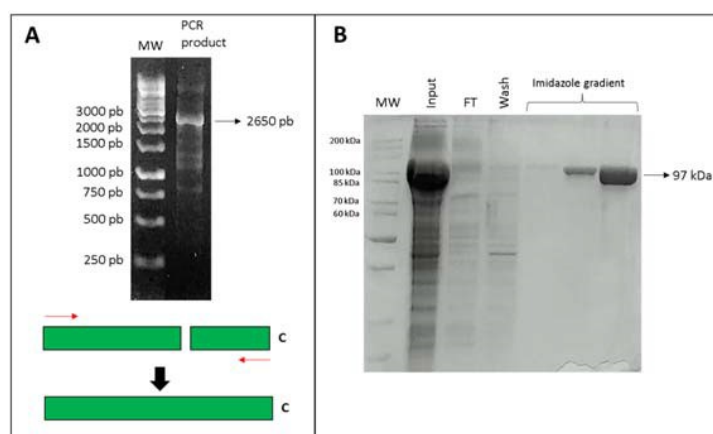 A
PCR
product
MW
3000 pb
2000 pb
1500 pb
1000 pb
750 pb
500 pb
250 pb
2650 pb
C
C
B
MW
Input
FT
Wash
Imidazole gradient
200 kDa
100 kDa
85 kDa
70 kDa
60 kDa
97 kDa